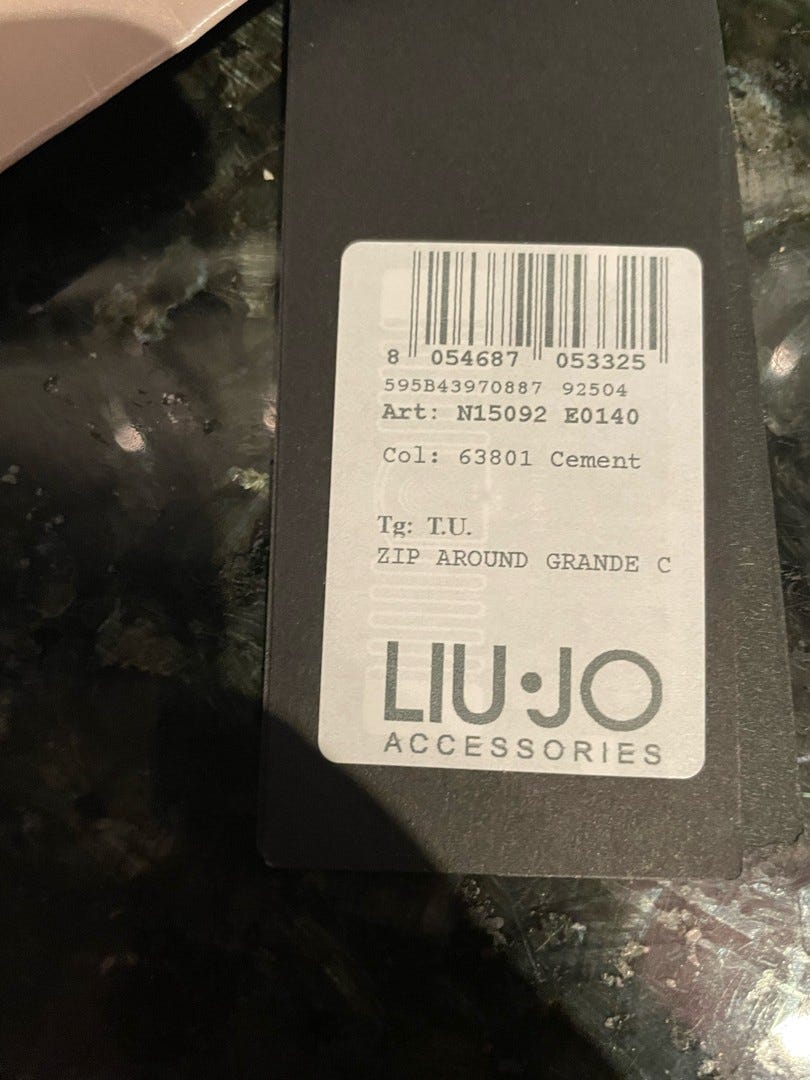 8 054687 053325
595B43970887 92504
Art: N15092 E0140
Col: 63801 Cement
Tg: T.U.
ZIP AROUND GRANDE C
LIU·JO
ACCESSORIES